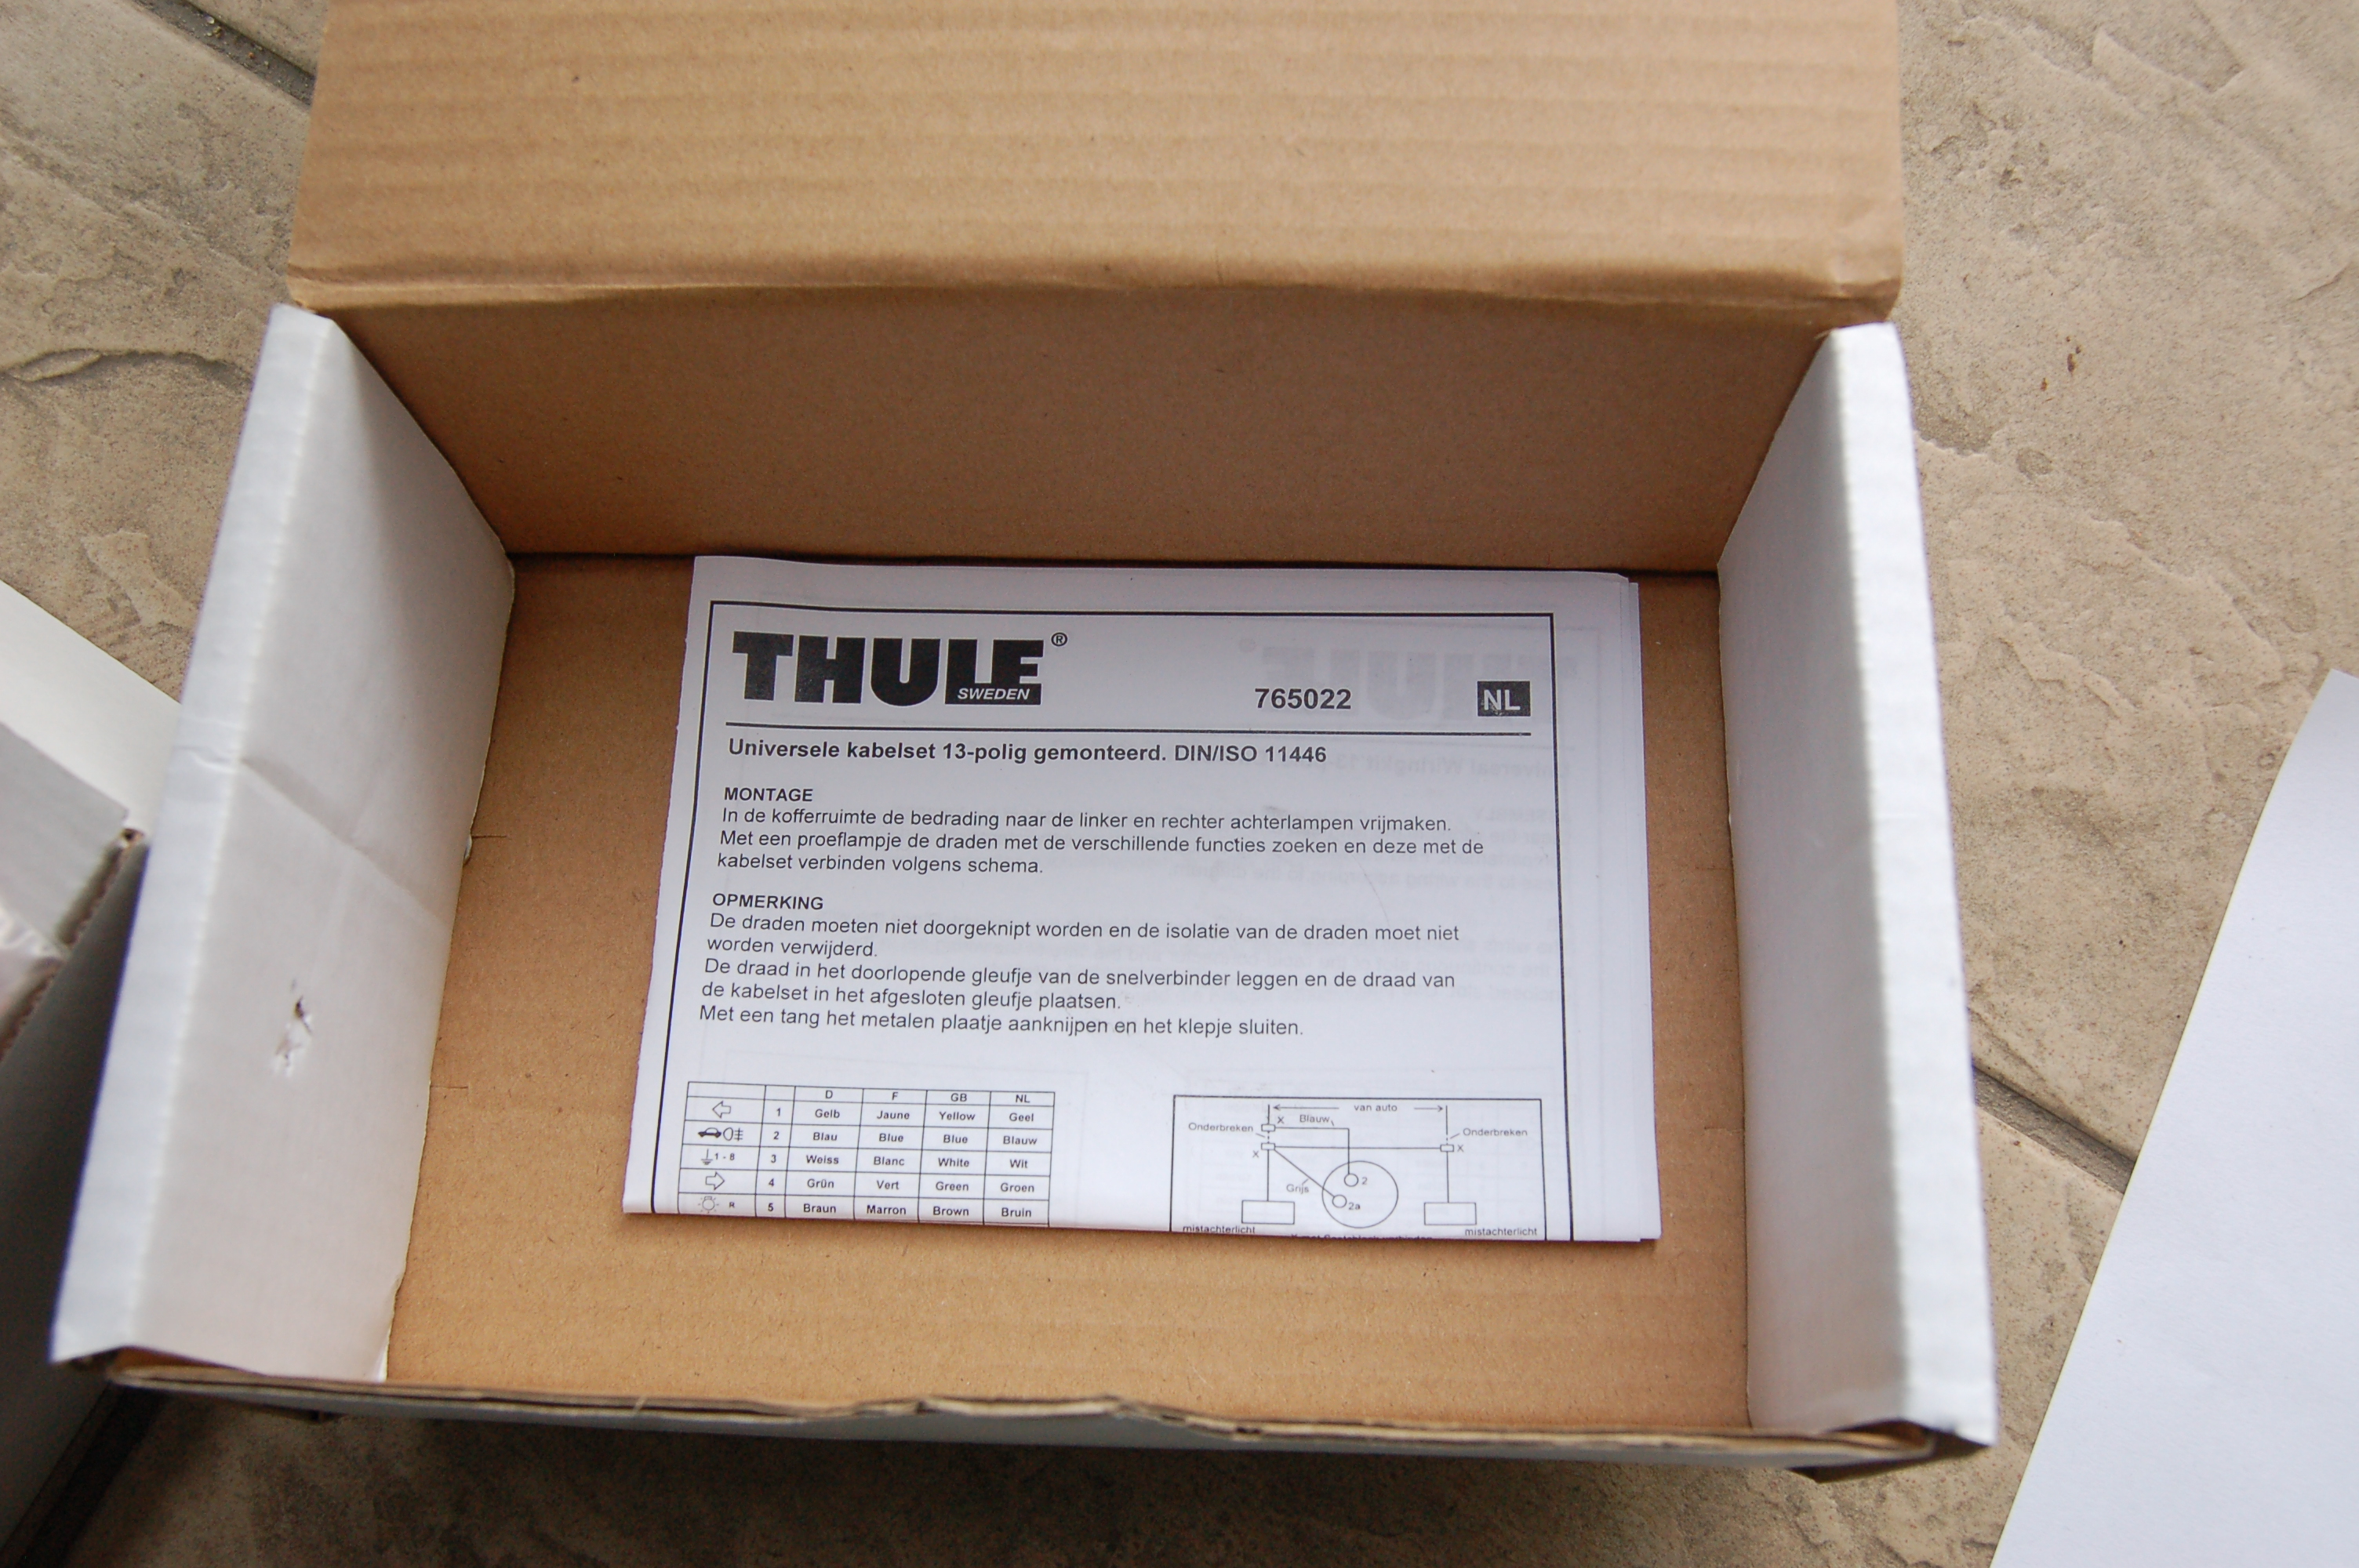 THULE®
SWEDEN
765022
NL
Universele kabelset 13-polig gemonteerd. DIN/ISO 11446
MONTAGE
In de kofferruimte de bedrading naar de linker en rechter achterlampen vrijmaken.
Met een proeflampje de draden met de verschillende functies zoeken en deze met de
kabelset verbinden volgens schema.
OPMERKING
De draden moeten niet doorgeknipt worden en de isolatie van de draden moet niet
worden verwijderd.
De draad in het doorlopende gleufje van de snelverbinder leggen en de draad van
de kabelset in het afgesloten gleufje plaatsen.
Met een tang het metalen plaatje aanknijpen en het klepje sluiten.
D F GB NL
1 Gelb Jaune Yellow Geel
2 Blau Blue Blue Blauw
1 - 8 3 Weiss Blanc White Wit
4 Grün Vert Green Groen
R 5 Braun Marron Brown Bruin
van auto
X Blauw
Onderbreken
Onderbreken
X
X
Grijs
2
2a
mistachterlicht
mistachterlicht